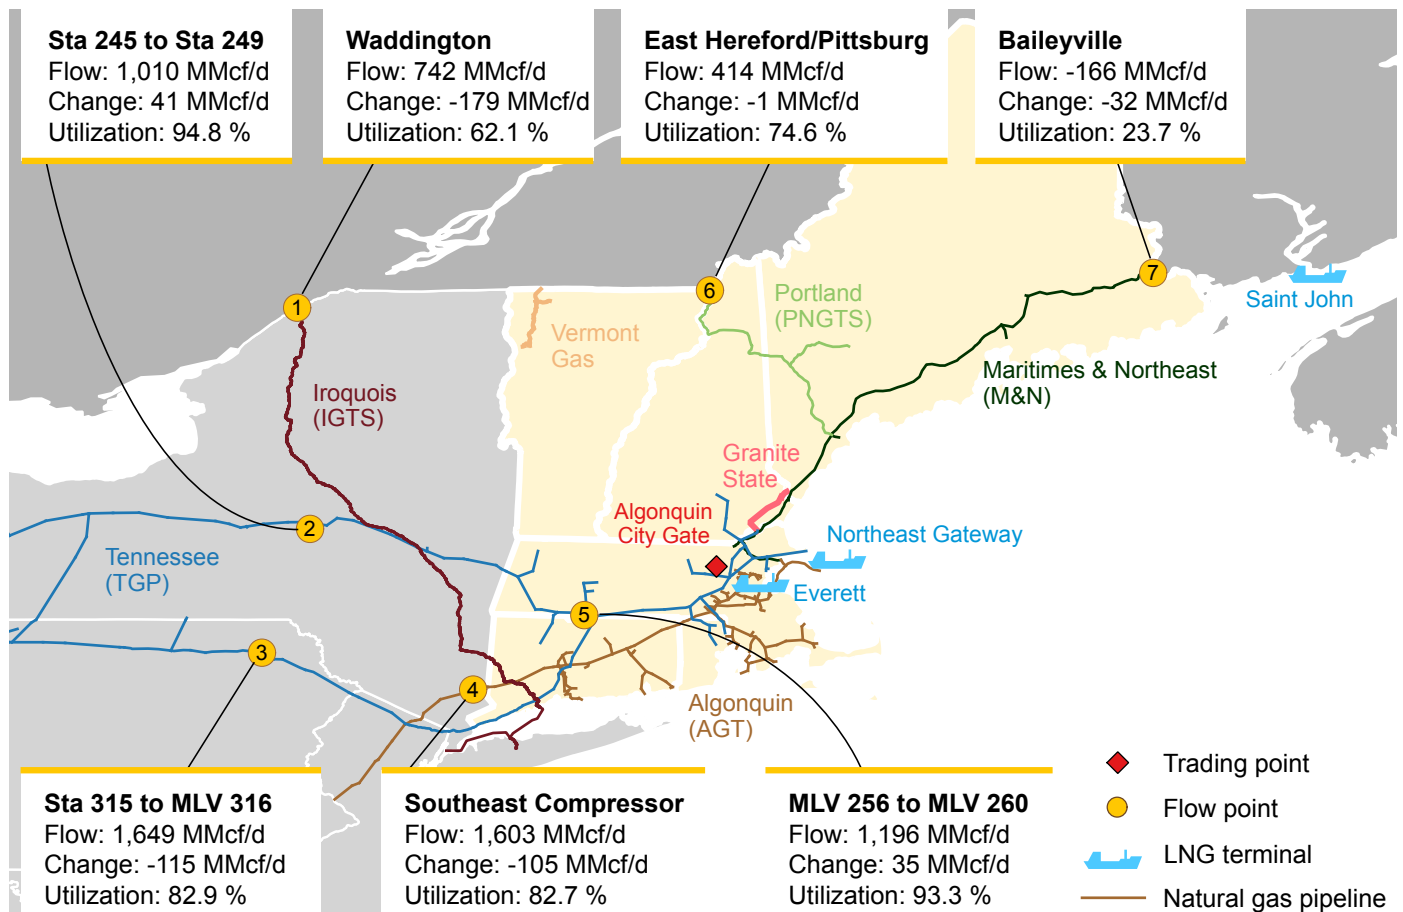 Sta 245 to Sta 249
Flow: 1,010 MMcf/d
Change: 41 MMcf/d
Utilization: 94.8 %
Waddington
Flow: 742 MMcf/d
Change: -179 MMcf/d
Utilization: 62.1 %
East Hereford/Pittsburg
Flow: 414 MMcf/d
Change: -1 MMcf/d
Utilization: 74.6 %
Baileyville
Flow: -166 MMcf/d
Change: -32 MMcf/d
Utilization: 23.7 %
1
6
7
Vermont
Gas
Portland
(PNGTS)
Saint John
Iroquois
(IGTS)
Maritimes & Northeast
(M&N)
Granite
State
Algonquin
City Gate
2
Northeast Gateway
Tennessee
(TGP)
Everett
5
3
4
Algonquin
(AGT)
Sta 315 to MLV 316
Flow: 1,649 MMcf/d
Change: -115 MMcf/d
Utilization: 82.9 %
Southeast Compressor
Flow: 1,603 MMcf/d
Change: -105 MMcf/d
Utilization: 82.7 %
MLV 256 to MLV 260
Flow: 1,196 MMcf/d
Change: 35 MMcf/d
Utilization: 93.3 %
Trading point
Flow point
LNG terminal
Natural gas pipeline